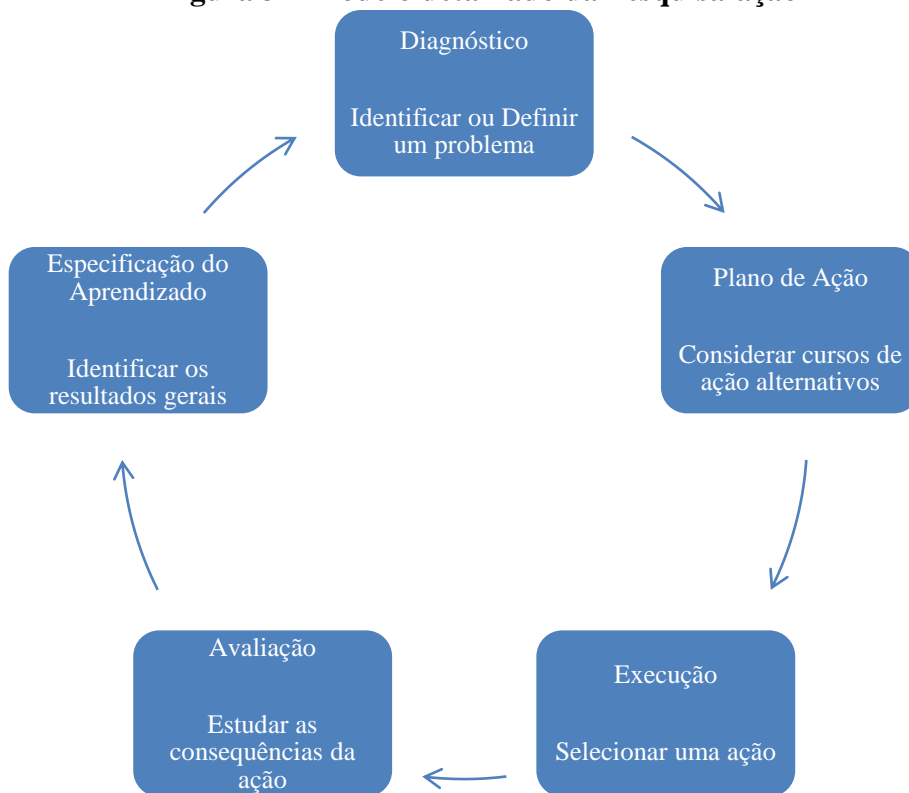 Diagnóstico
Identificar ou Definir
um problema
Plano de Ação
Considerar cursos de
ação alternativos
Execução
Selecionar uma ação
Avaliação
Estudar as
consequências da
ação
Especificação do
Aprendizado
Identificar os
resultados gerais